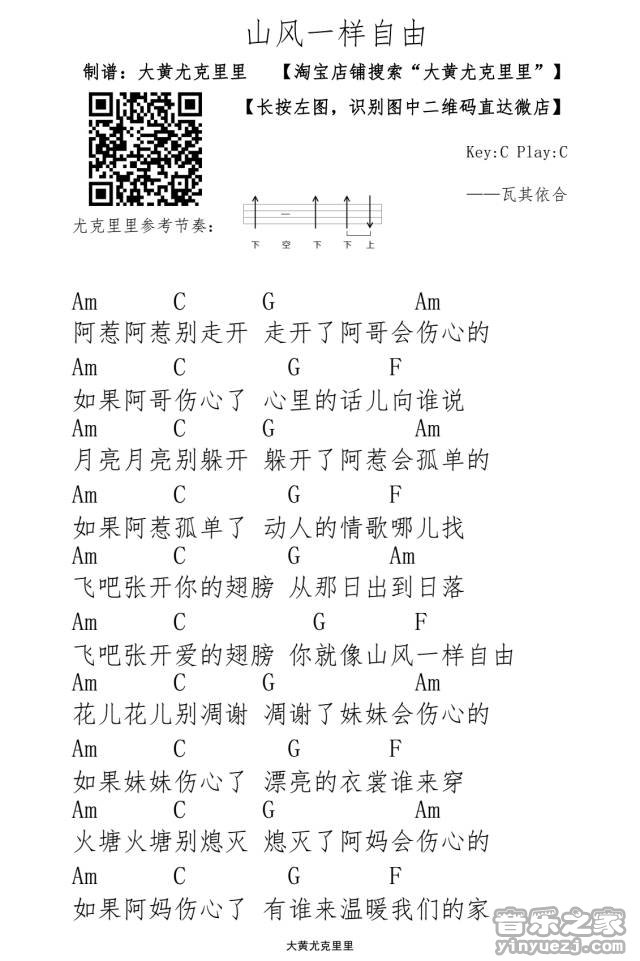 山风一样自由
制谱：大黄尤克里里 【淘宝店铺搜索“大黄尤克里里”】
【长按左图，识别图中二维码直达微店】
Key:C Play:C
——瓦其依合
尤克里里参考节奏：
下 空 下 下 上
Am C G Am
阿惹阿惹别走开 走开了阿哥会伤心的
Am C G F
如果阿哥伤心了 心里的话儿向谁说
Am C G Am
月亮月亮别躲开 躲开了阿惹会孤单的
Am C G F
如果阿惹孤单了 动人的情歌哪儿找
Am C G Am
飞吧张开你的翅膀 从那日出到日落
Am C G F
飞吧张开爱的翅膀 你就像山风一样自由
Am C G Am
花儿花儿别凋谢 凋谢了妹妹会伤心的
Am C G F
如果妹妹伤心了 漂亮的衣裳谁来穿
Am C G Am
火塘火塘别熄灭 熄灭了阿妈会伤心的
Am C G F
如果阿妈伤心了 有谁来温暖我们的家
大黄尤克里里
音乐之家
yinyuezj.com